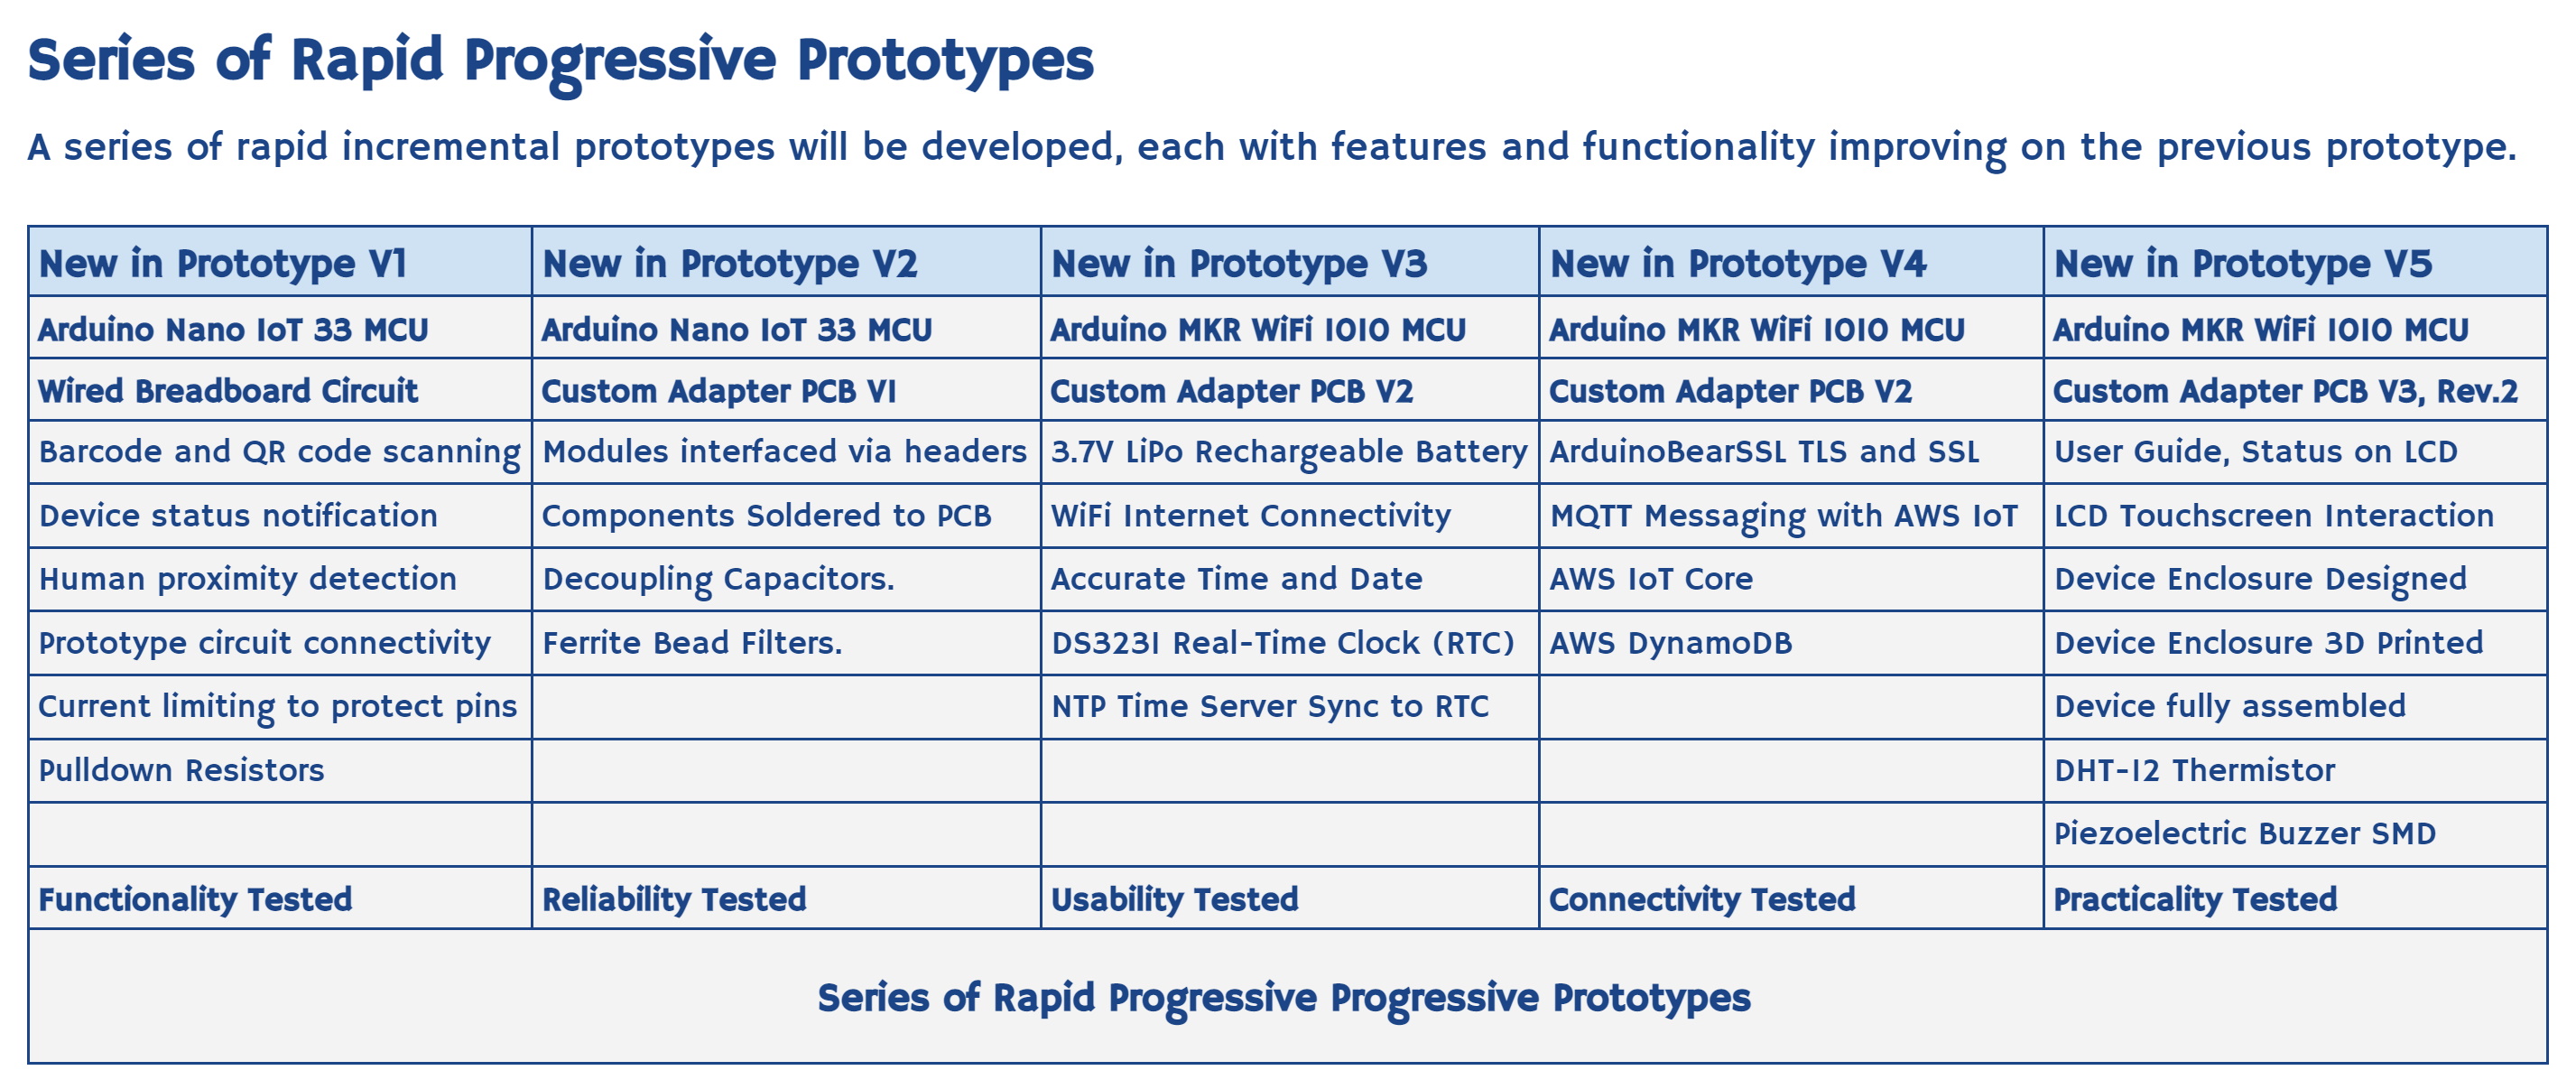 Series of Rapid Progressive Prototypes
A series of rapid incremental prototypes will be developed, each with features and functionality improving on the previous prototype.
New in Prototype V1 New in Prototype V2 New in Prototype V3 New in Prototype V4 New in Prototype V5
Arduino Nano IoT 33 MCU Arduino Nano IoT 33 MCU Arduino MKR WiFi 1010 MCU Arduino MKR WiFi 1010 MCU Arduino MKR WiFi 1010 MCU
Wired Breadboard Circuit Custom Adapter PCB V1 Custom Adapter PCB V2 Custom Adapter PCB V2 Custom Adapter PCB V3, Rev.2
Barcode and QR code scanning Modules interfaced via headers 3.7V LiPo Rechargeable Battery ArduinoBearSSL TLS and SSL User Guide, Status on LCD
Device status notification Components Soldered to PCB WiFi Internet Connectivity MQTT Messaging with AWS IoT LCD Touchscreen Interaction
Human proximity detection Decoupling Capacitors. Accurate Time and Date AWS IoT Core Device Enclosure Designed
Prototype circuit connectivity Ferrite Bead Filters. DS3231 Real-Time Clock (RTC) AWS DynamoDB Device Enclosure 3D Printed
Current limiting to protect pins NTP Time Server Sync to RTC Device fully assembled
Pulldown Resistors DHT-12 Thermistor
Piezoelectric Buzzer SMD
Functionality Tested Reliability Tested Usability Tested Connectivity Tested Practicality Tested
Series of Rapid Progressive Progressive Prototypes